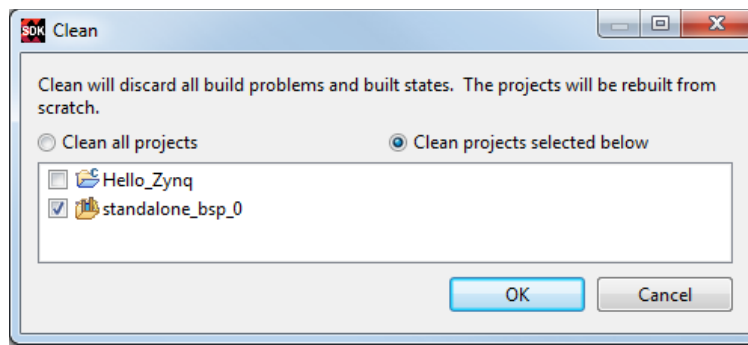 SDK Clean
Clean will discard all build problems and built states. The projects will be rebuilt from
scratch.
Clean all projects Clean projects selected below
Hello_Zynq
standalone_bsp_0
OK Cancel